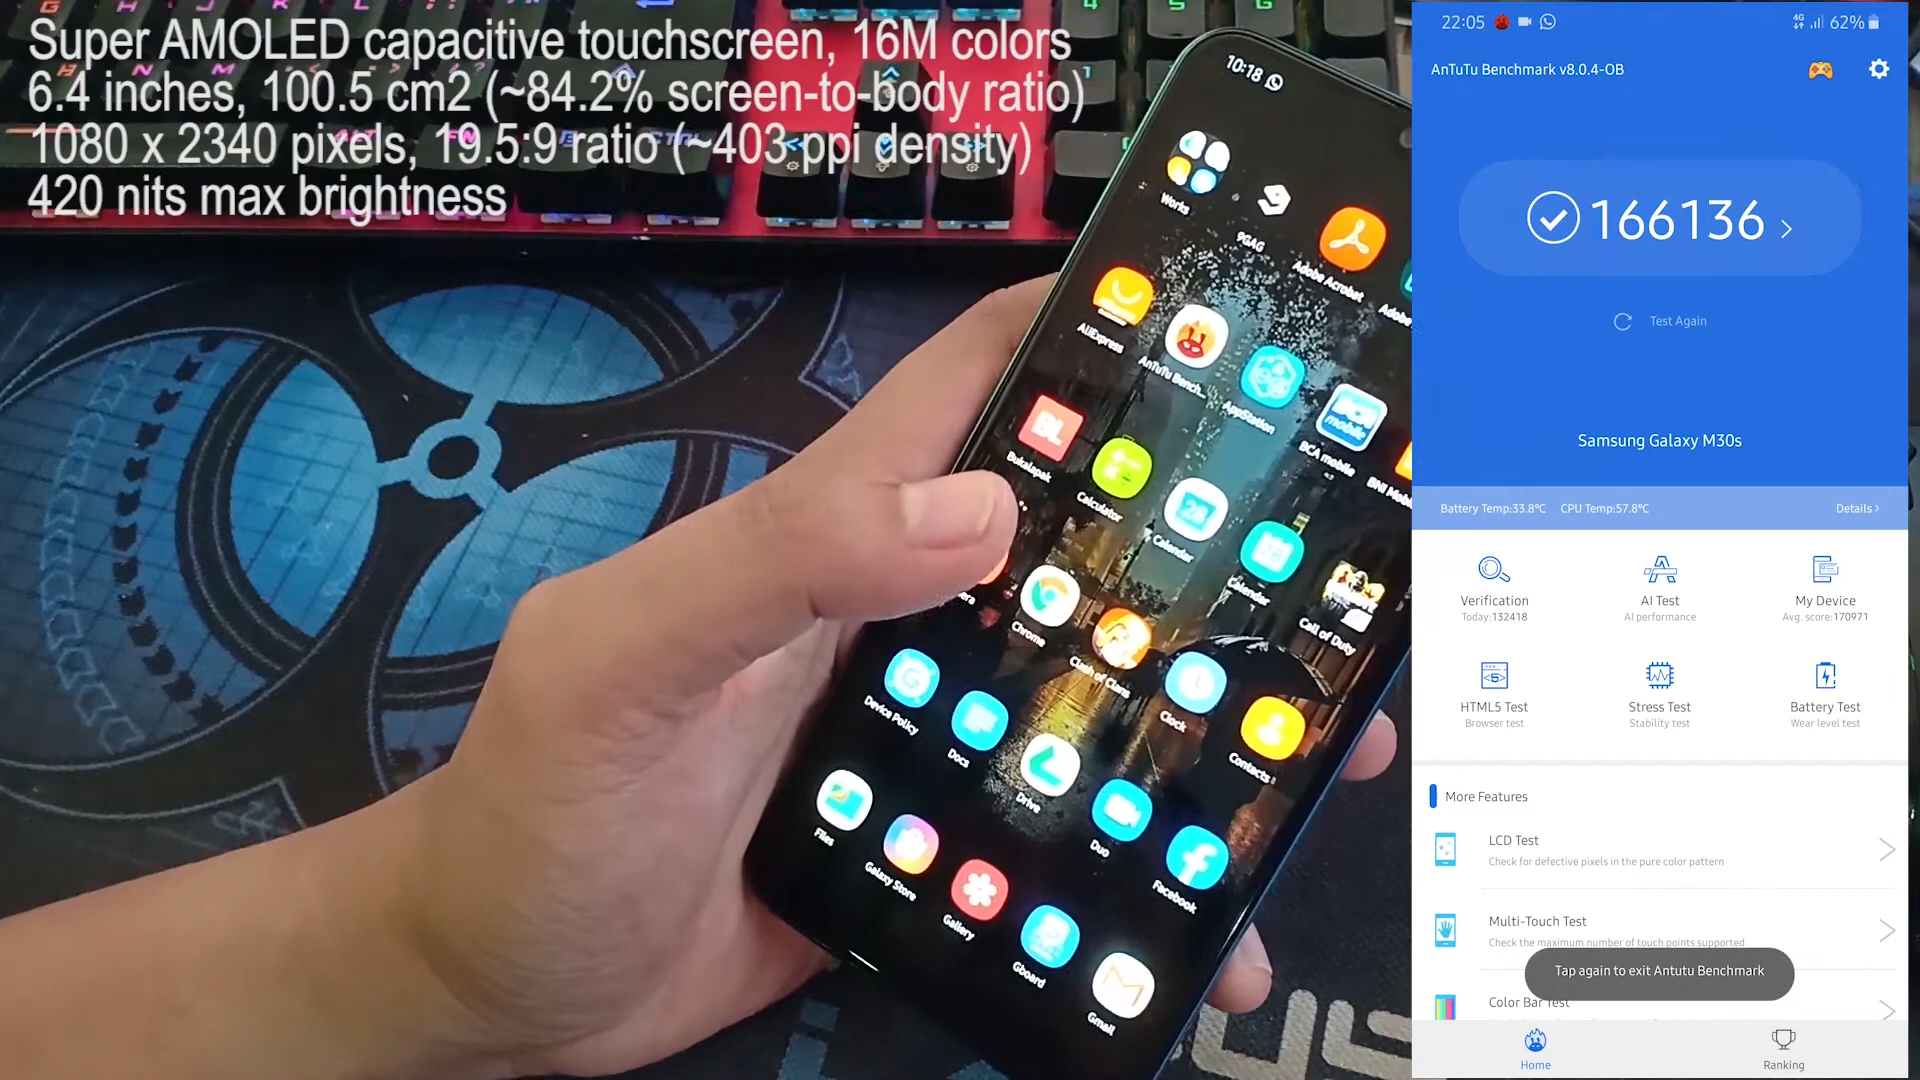 Super AMOLED capacitive touchscreen, 16M colors
6.4 inches, 100.5 cm2 (~84.2% screen-to-body ratio)
1080 x 2340 pixels, 19.5:9 ratio (~403 ppi density)
420 nits max brightness
10:18
Works
9GAG
Adobe Acrobat
Adobe
AliExpress
AnTuTu Bench...
AppStation
BCA mobile
BNI Mobi
BL
Bukalapak
Calculator
28
Calendar
28
Calendar
Call of Duty
era
Chrome
Clash of Clans
Clock
Contacts
Device Policy
Docs
Drive
Duo
Facebook
Files
Galaxy Store
Gallery
Gboard
Gmail
22:05
4G
62%
AnTuTu Benchmark v8.0.4-OB
166136 >
Test Again
Samsung Galaxy M30s
Battery Temp:33.8℃ CPU Temp:57.8℃ Details >
Verification
Today:132418
AI Test
AI performance
My Device
Avg. score:170971
HTML5 Test
Browser test
Stress Test
Stability test
Battery Test
Wear level test
More Features
LCD Test
Check for defective pixels in the pure color pattern
Multi-Touch Test
Check the maximum number of touch points supported
Tap again to exit Antutu Benchmark
Color Bar Test
Home
Ranking